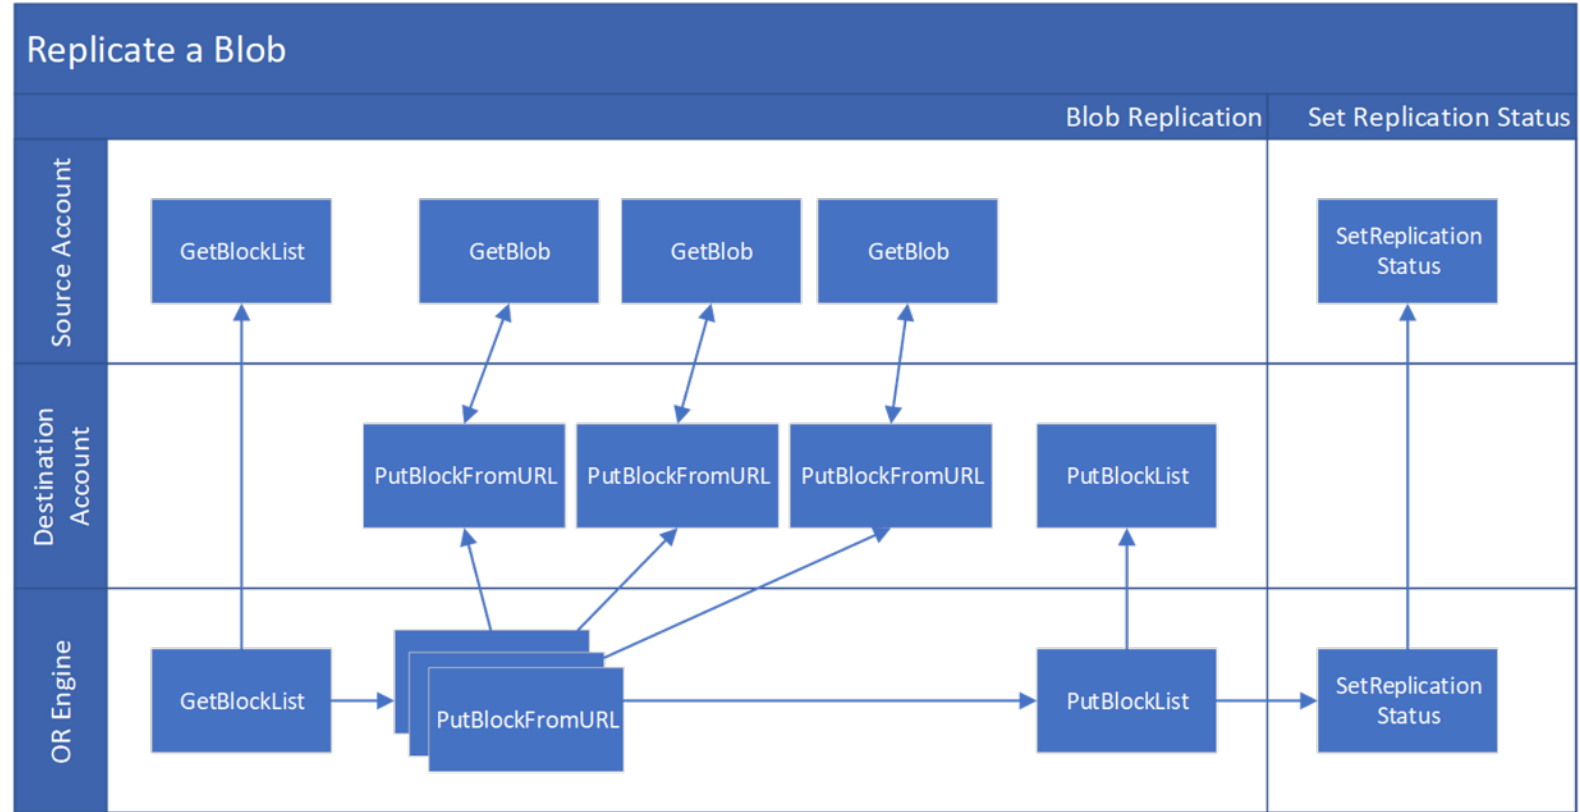 Replicate a Blob
Blob Replication
Set Replication Status
Source Account
GetBlockList
GetBlob
GetBlob
GetBlob
SetReplication
Status
Destination
Account
PutBlockFromURL
PutBlockFromURL
PutBlockFromURL
PutBlockList
OR Engine
GetBlockList
PutBlockFromURL
PutBlockList
SetReplication
Status